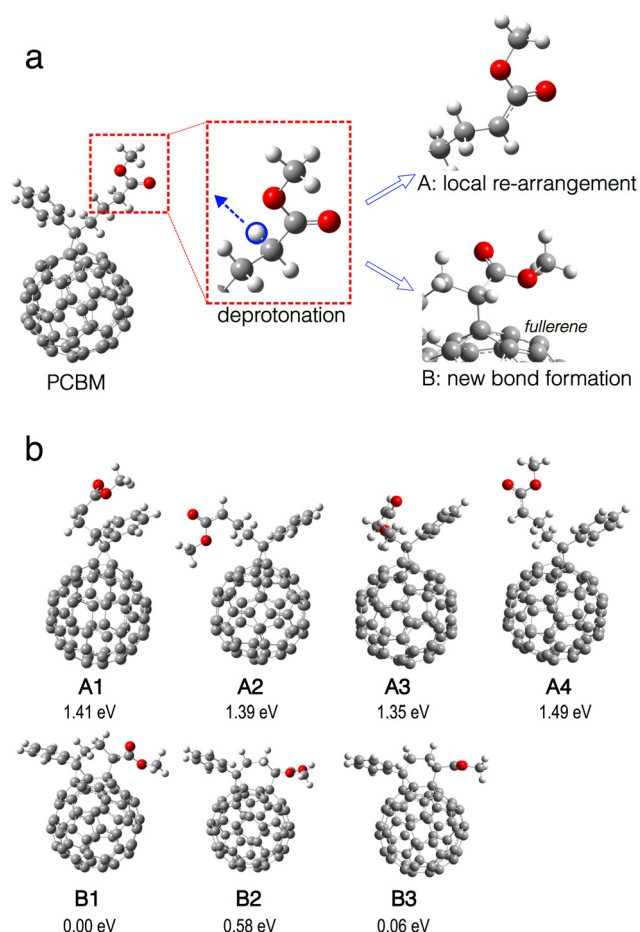 a
PCBM
deprotonation
A: local re-arrangement
fullerene
B: new bond formation
b
A1 A2 A3 A4
1.41 eV 1.39 eV 1.35 eV 1.49 eV
B1 B2 B3
0.00 eV 0.58 eV 0.06 eV